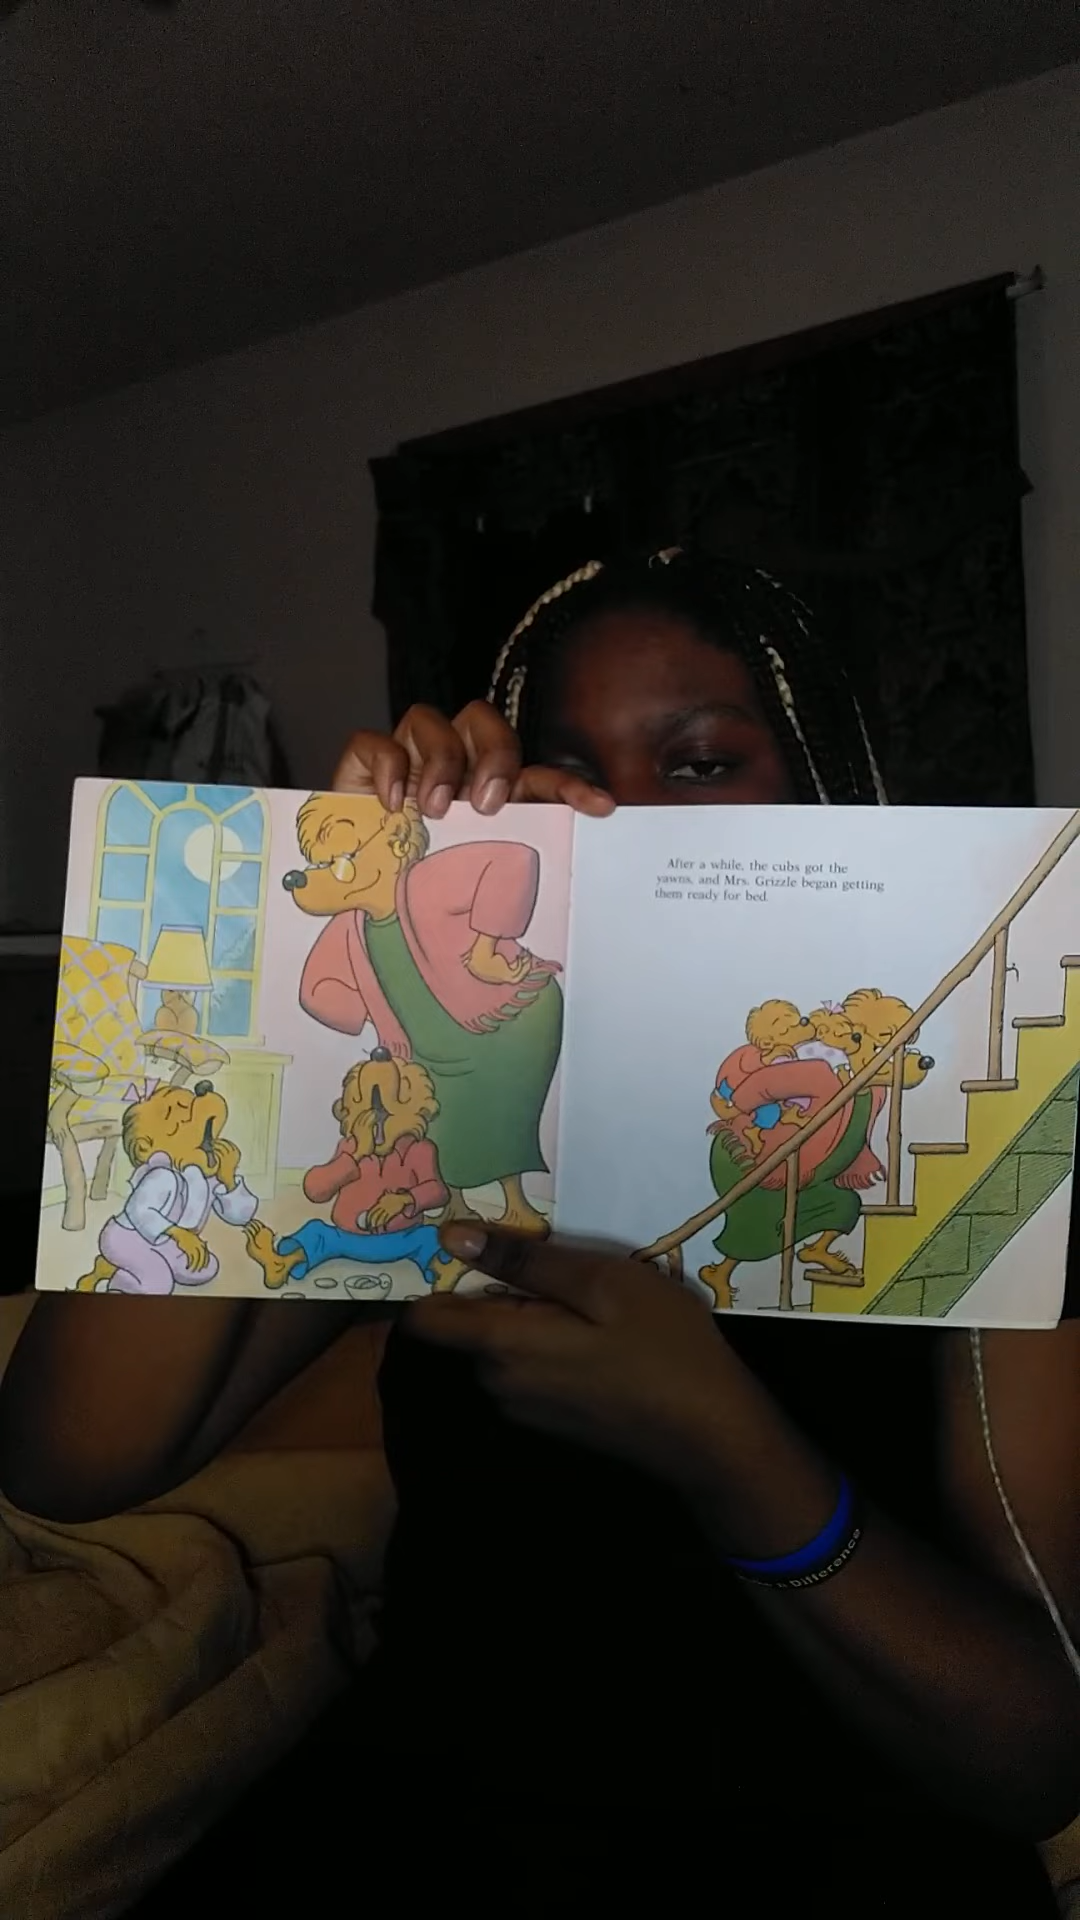 After a while, the cubs got the
yawns, and Mrs. Grizzle began getting
them ready for bed.
a Difference